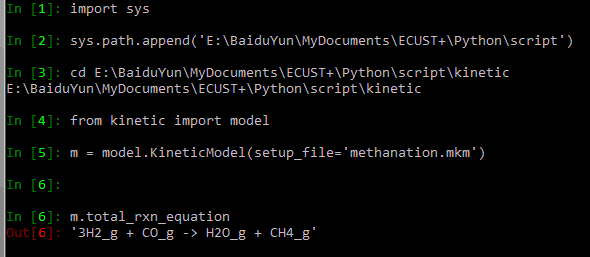 In [1]: import sys
In [2]: sys.path.append('E:\BaiduYun\MyDocuments\ECUST+\Python\script')
In [3]: cd E:\BaiduYun\MyDocuments\ECUST+\Python\script\kinetic
E:\BaiduYun\MyDocuments\ECUST+\Python\script\kinetic
In [4]: from kinetic import model
In [5]: m = model.KineticModel(setup_file='methanation.mkm')
In [6]:
In [6]: m.total_rxn_equation
Out[6]: '3H2_g + CO_g -> H2O_g + CH4_g'